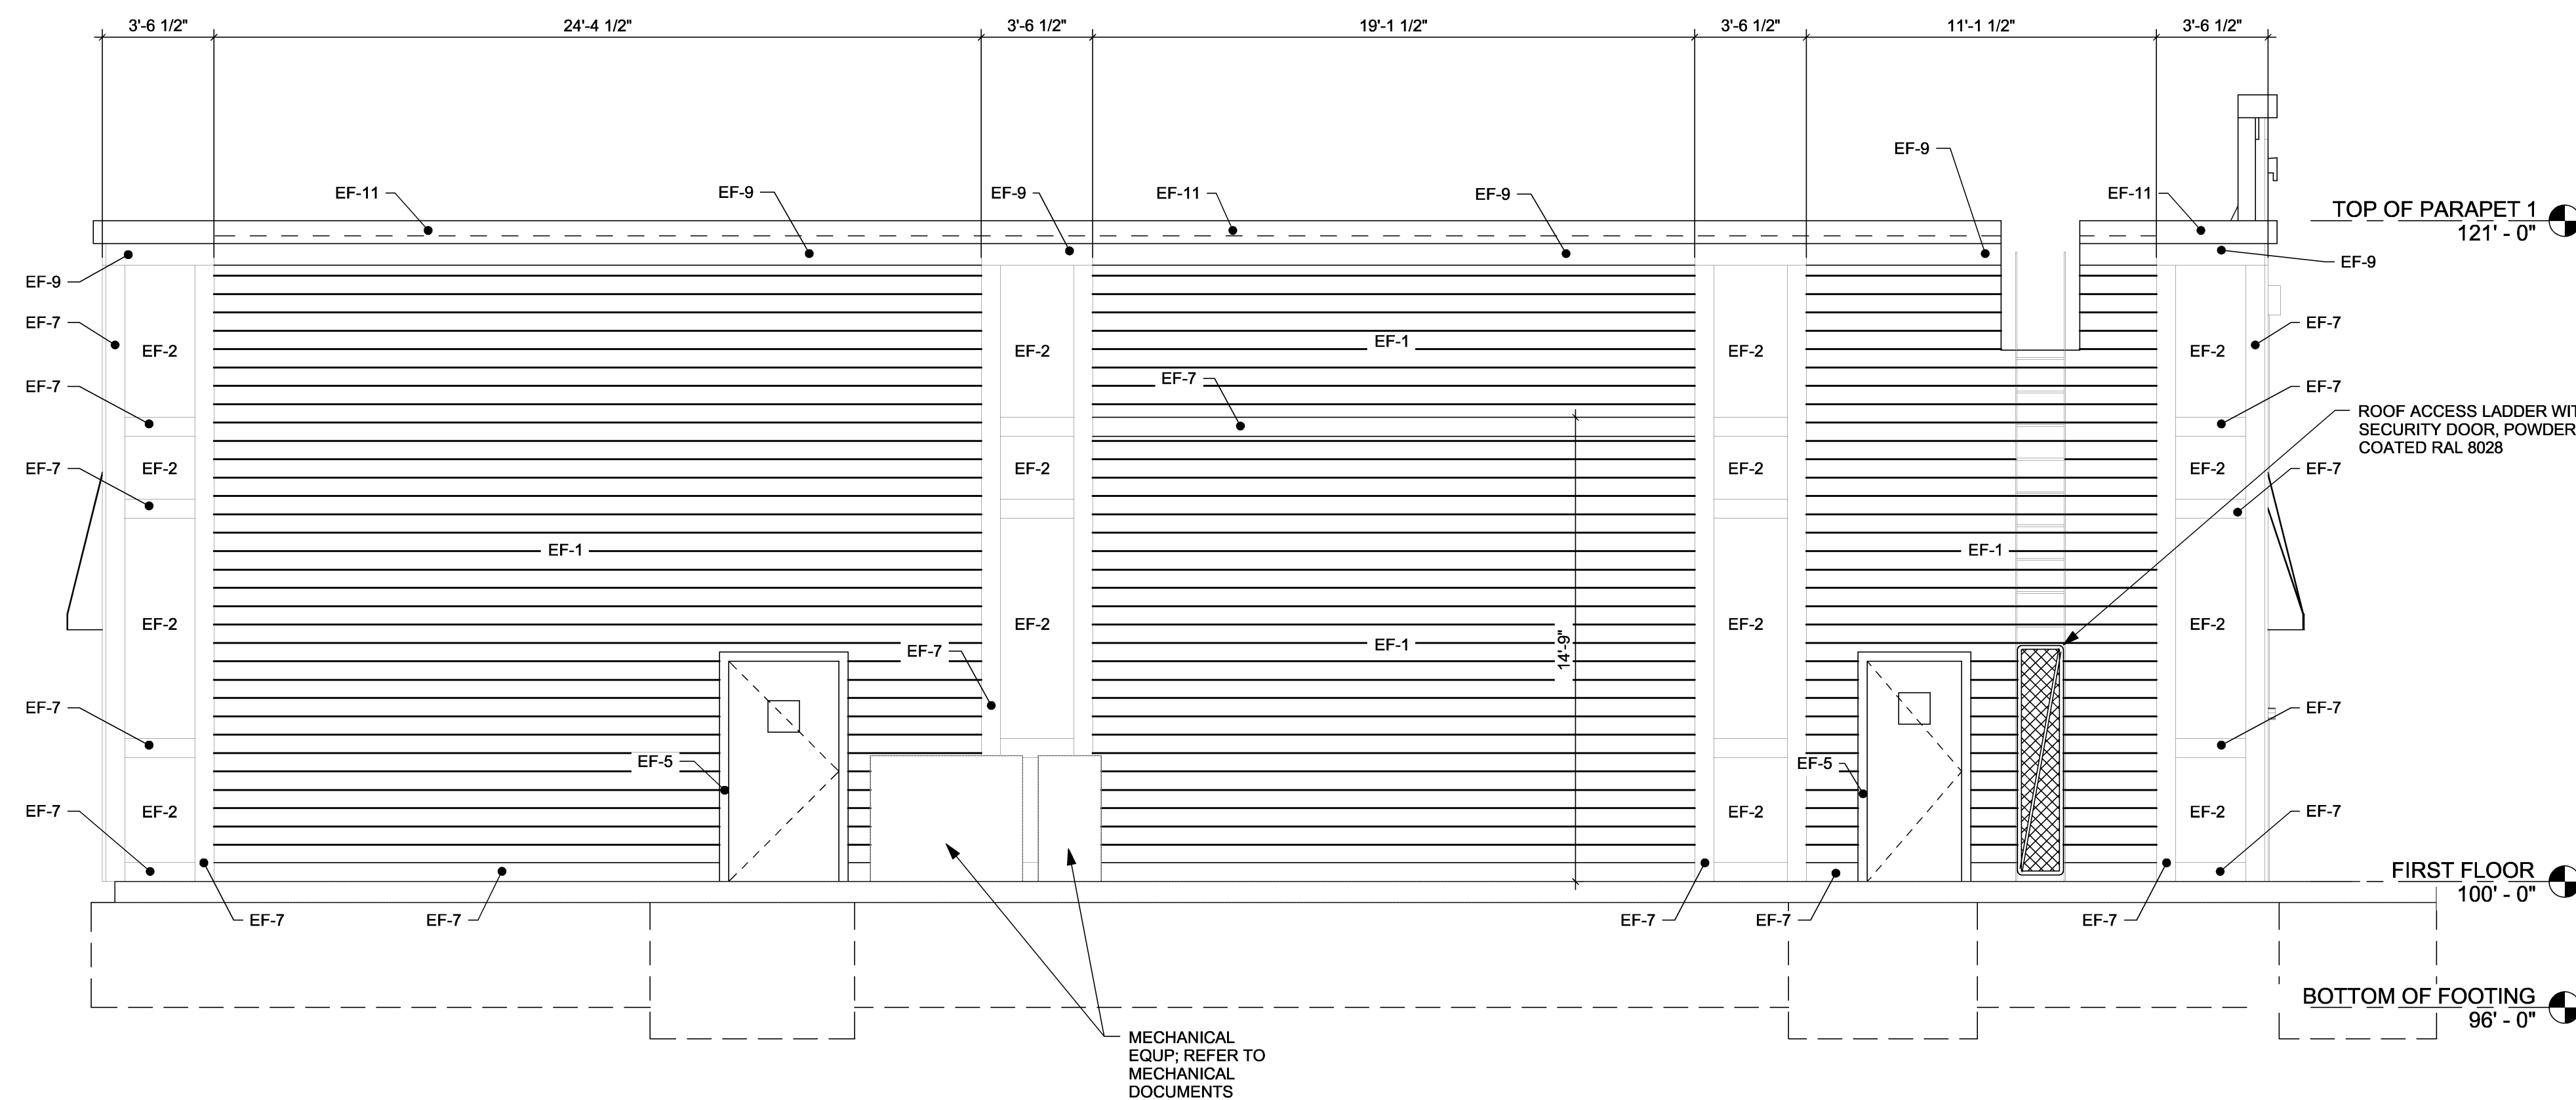 3'-6 1/2" 24'-4 1/2" 3'-6 1/2" 19'-1 1/2" 3'-6 1/2" 11'-1 1/2" 3'-6 1/2"
EF-9
EF-11 EF-9 EF-9 EF-11 EF-9 EF-11
TOP OF PARAPET 1
121' - 0"
EF-9 EF-9
EF-7 EF-7
EF-1
EF-2 EF-2 EF-2 EF-2
EF-7 EF-7 EF-7
ROOF ACCESS LADDER WIT
SECURITY DOOR, POWDER
COATED RAL 8028
EF-7 EF-2 EF-2 EF-2 EF-2 EF-7
EF-1 EF-1
EF-2 EF-2 EF-2 EF-2
EF-7 EF-1 14'-9"
EF-7 EF-7
EF-5 EF-5
EF-7 EF-2 EF-2 EF-2 EF-7
FIRST FLOOR
100' - 0"
EF-7 EF-7 EF-7 EF-7 EF-7
BOTTOM OF FOOTING
96' - 0"
MECHANICAL
EQUP; REFER TO
MECHANICAL
DOCUMENTS